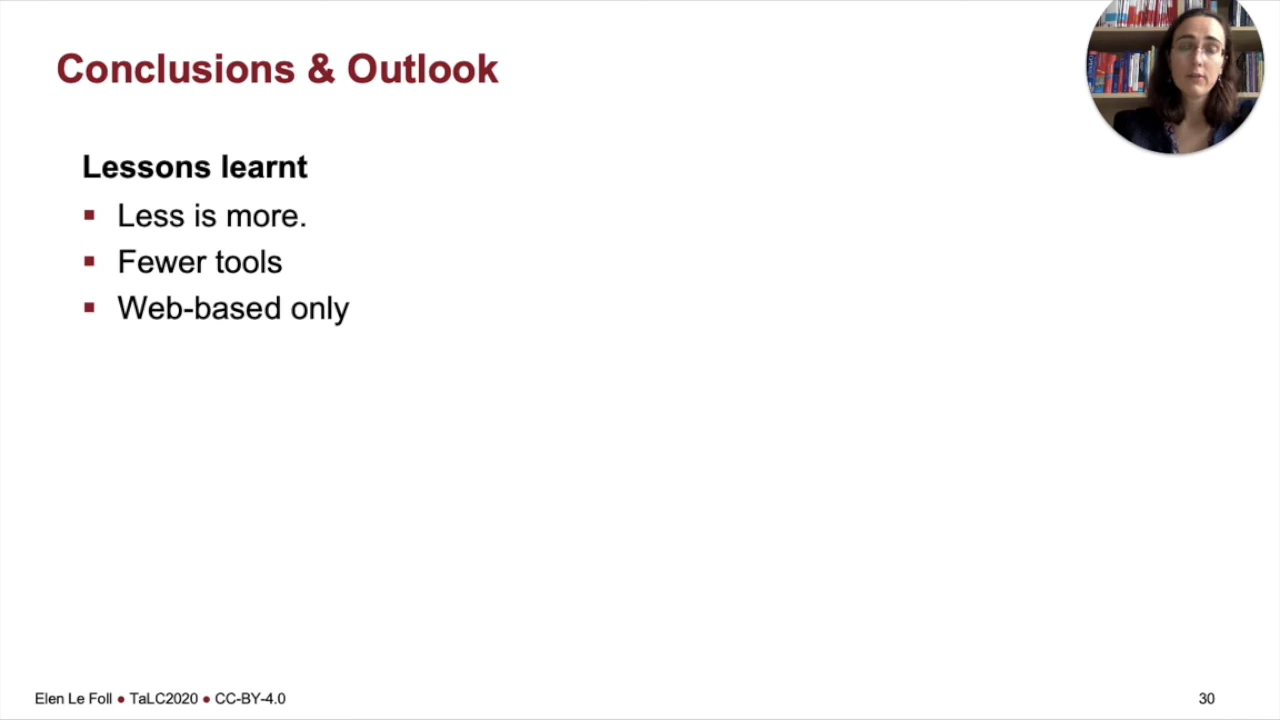 Conclusions & Outlook
Lessons learnt
▪ Less is more.
▪ Fewer tools
▪ Web-based only
Elen Le Foll ● TaLC2020 ● CC-BY-4.0
30